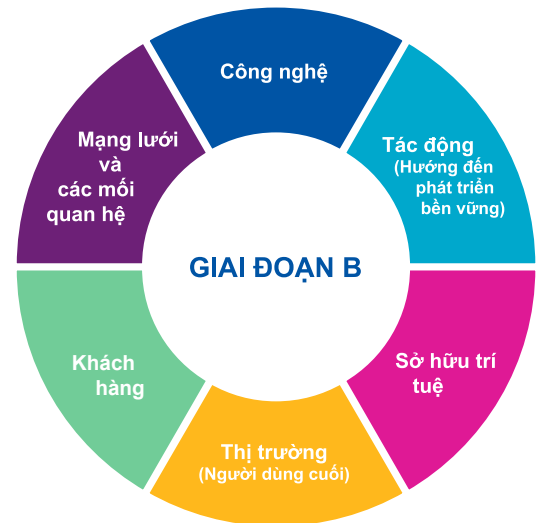 Công nghệ
Tác động
(Hướng đến
phát triển
bền vững)
Sở hữu trí
tuệ
Thị trường
(Người dùng cuối)
Khách
hàng
Mạng lưới
và
các mối
quan hệ
GIAI ĐOẠN B